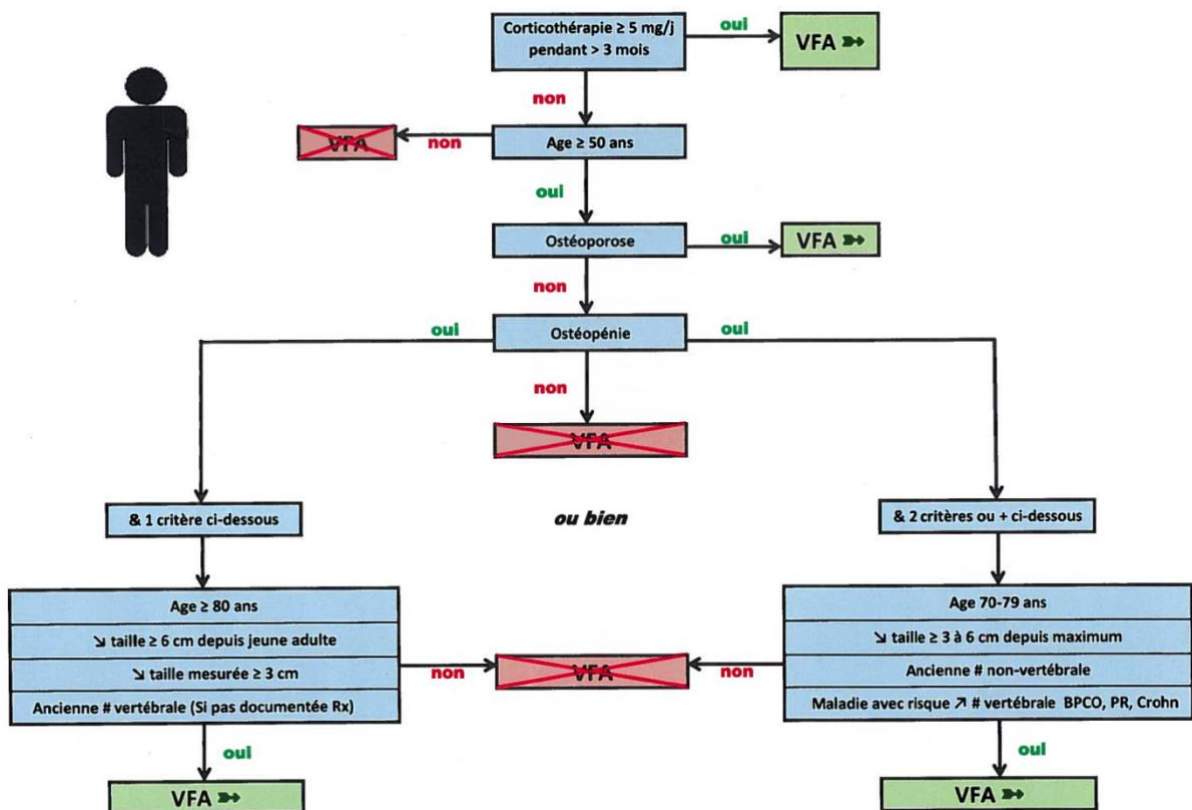 Corticothérapie ≥ 5 mg/j
pendant > 3 mois
oui
VFA ➳
non
VFA
non
Age ≥ 50 ans
oui
Ostéoporose
oui
VFA ➳
non
oui
Ostéopénie
oui
non
VFA
& 1 critère ci-dessous
ou bien
& 2 critères ou + ci-dessous
Age ≥ 80 ans
↘ taille ≥ 6 cm depuis jeune adulte
↘ taille mesurée ≥ 3 cm
Ancienne # vertébrale (Si pas documentée Rx)
non
VFA
non
Age 70-79 ans
↘ taille ≥ 3 à 6 cm depuis maximum
Ancienne # non-vertébrale
Maladie avec risque ↗ # vertébrale BPCO, PR, Crohn
oui
VFA ➳
oui
VFA ➳